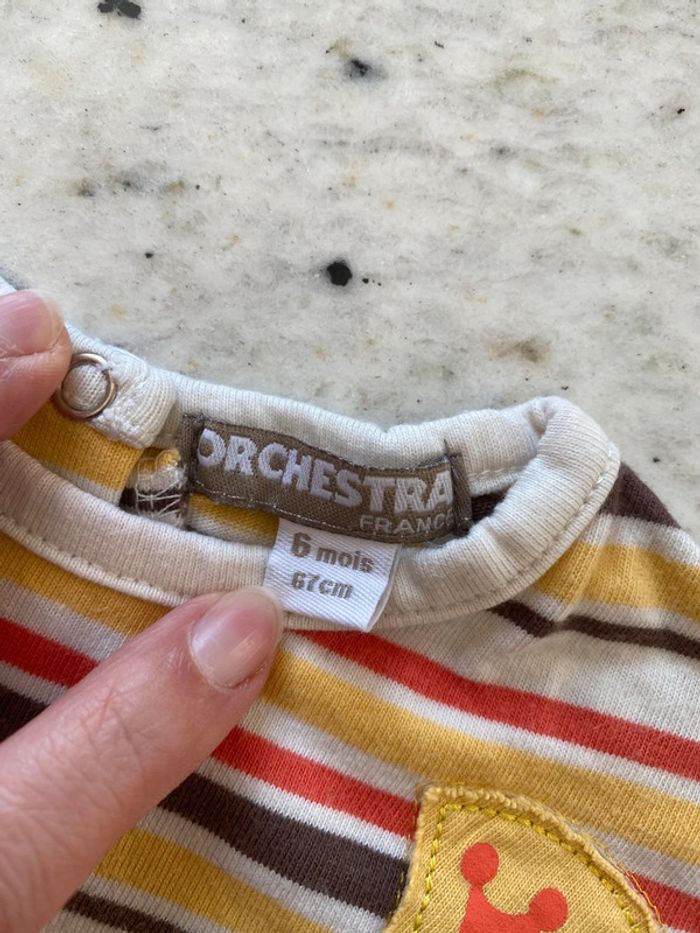 ORCHESTRA
FRANCE
6 mois
67cm